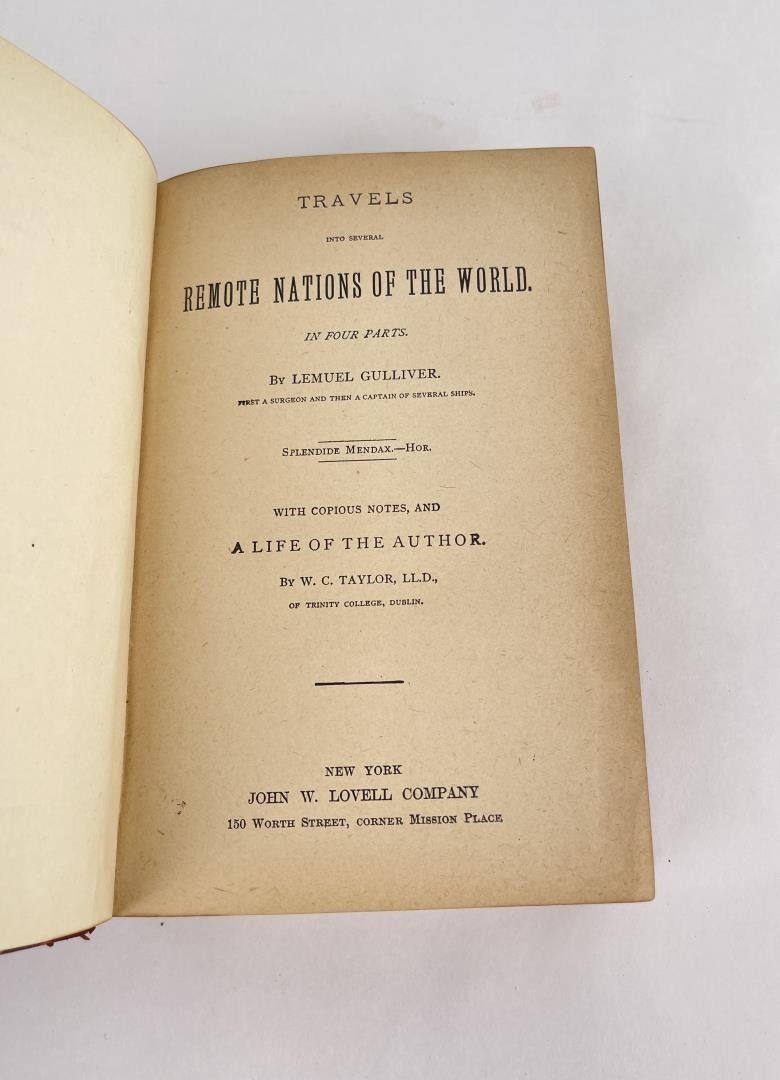 TRAVELS
INTO SEVERAL
REMOTE NATIONS OF THE WORLD.
IN FOUR PARTS.
By LEMUEL GULLIVER.
FIRST A SURGEON AND THEN A CAPTAIN OF SEVERAL SHIPS.
Splendide Mendax.—Hor.
WITH COPIOUS NOTES, AND
A LIFE OF THE AUTHOR.
By W. C. TAYLOR, LL.D.,
OF TRINITY COLLEGE, DUBLIN.
NEW YORK
JOHN W. LOVELL COMPANY
150 Worth Street, corner Mission Place